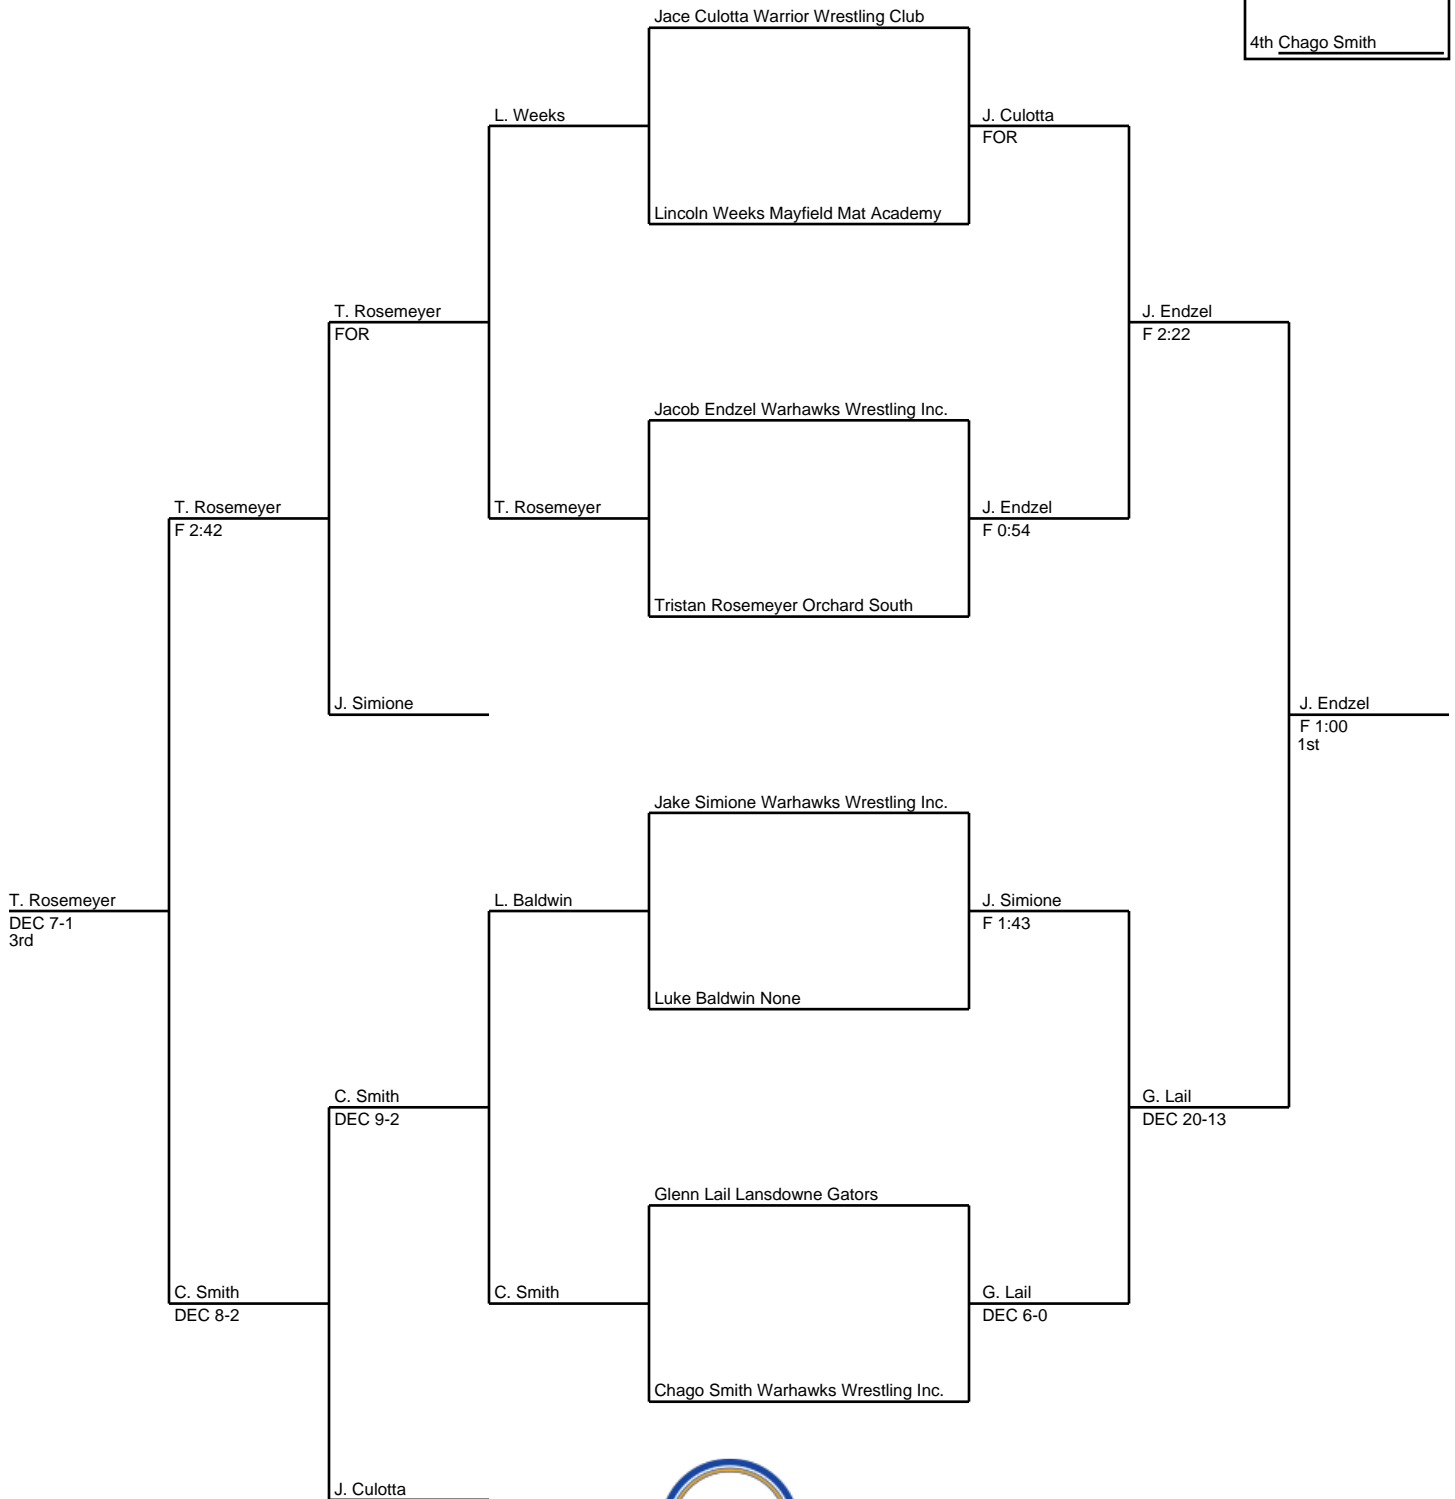 Jace Culotta Warrior Wrestling Club
4th Chago Smith
L. Weeks
J. Culotta
FOR
Lincoln Weeks Mayfield Mat Academy
T. Rosemeyer
FOR
J. Endzel
F 2:22
Jacob Endzel Warhawks Wrestling Inc.
T. Rosemeyer
F 2:42
T. Rosemeyer
J. Endzel
F 0:54
Tristan Rosemeyer Orchard South
J. Simione
J. Endzel
F 1:00
1st
Jake Simione Warhawks Wrestling Inc.
T. Rosemeyer
DEC 7-1
3rd
L. Baldwin
J. Simione
F 1:43
Luke Baldwin None
C. Smith
DEC 9-2
G. Lail
DEC 20-13
Glenn Lail Lansdowne Gators
C. Smith
DEC 8-2
C. Smith
G. Lail
DEC 6-0
Chago Smith Warhawks Wrestling Inc.
J. Culotta